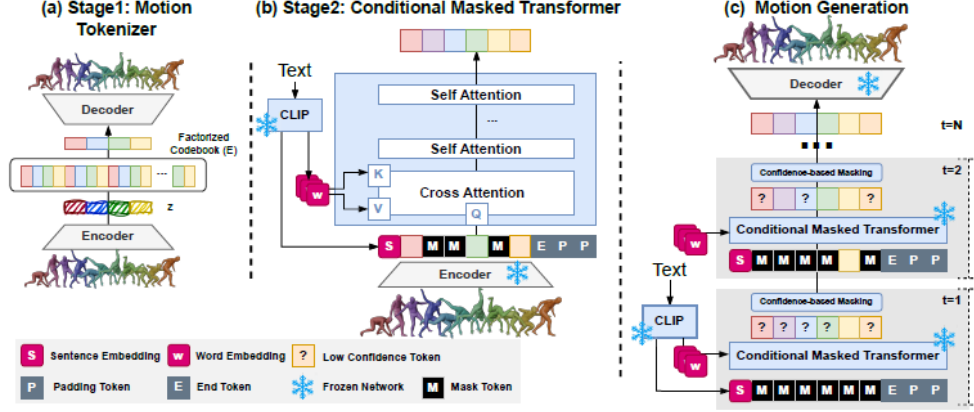 (a) Stage1: Motion
Tokenizer
Decoder
Factorized
Codebook (E)
...
z
Encoder
(b) Stage2: Conditional Masked Transformer
Text
CLIP
Self Attention
...
Self Attention
w
K
Cross Attention
V
Q
S M M M E P P
Encoder
(c) Motion Generation
Decoder
t=N
...
Confidence-based Masking
t=2
? ? ?
Conditional Masked Transformer
w
S M M M M M E P P
Text
CLIP
Confidence-based Masking
t=1
? ? ? ? ?
Conditional Masked Transformer
w
S M M M M M M E P P
S Sentence Embedding w Word Embedding ? Low Confidence Token
P Padding Token E End Token Frozen Network M Mask Token